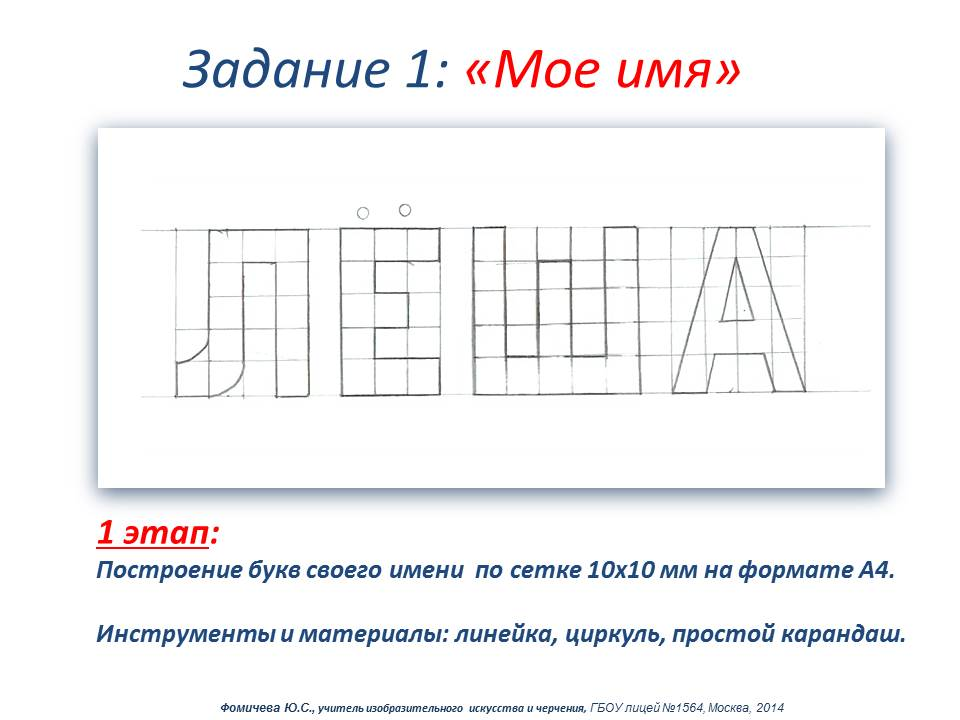 Задание 1: «Мое имя»
ЛЁША
1 этап:
Построение букв своего имени по сетке 10х10 мм на формате А4.
Инструменты и материалы: линейка, циркуль, простой карандаш.
Фомичева Ю.С., учитель изобразительного искусства и черчения, ГБОУ лицей №1564, Москва, 2014